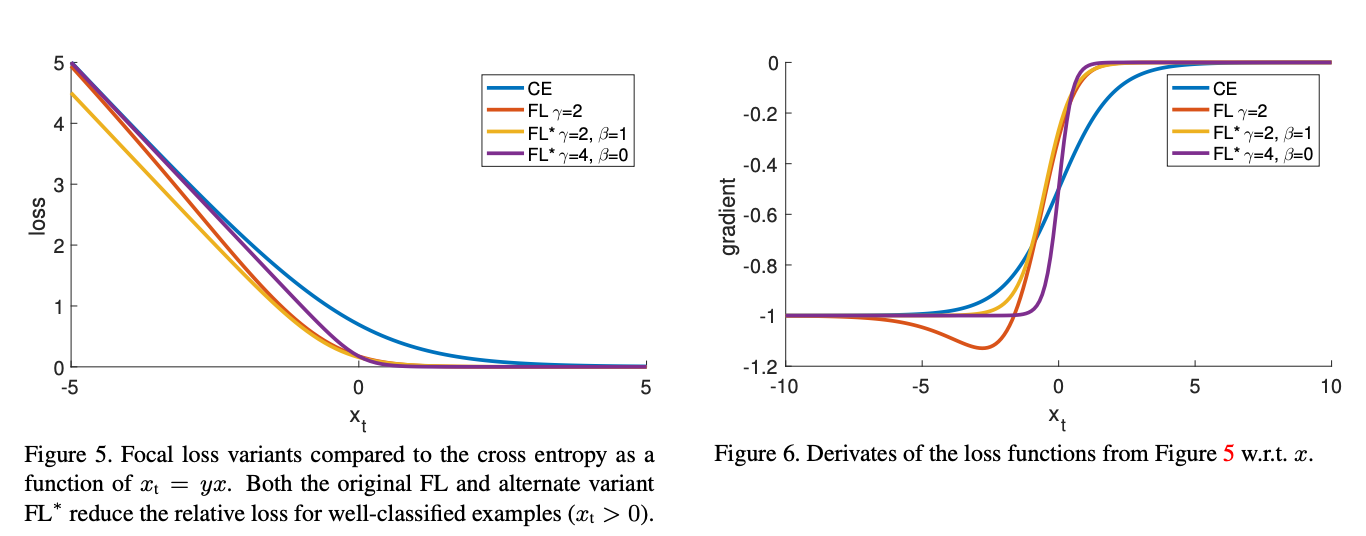 5
4
3
2
1
0
loss
-5
0
5
xt
CE
FL γ=2
FL* γ=2, β=1
FL* γ=4, β=0
Figure 5. Focal loss variants compared to the cross entropy as a
function of xt = yx. Both the original FL and alternate variant
FL* reduce the relative loss for well-classified examples (xt > 0).
0
-0.2
-0.4
-0.6
-0.8
-1
-1.2
gradient
-10
-5
0
5
10
xt
CE
FL γ=2
FL* γ=2, β=1
FL* γ=4, β=0
Figure 6. Derivates of the loss functions from Figure 5 w.r.t. x.